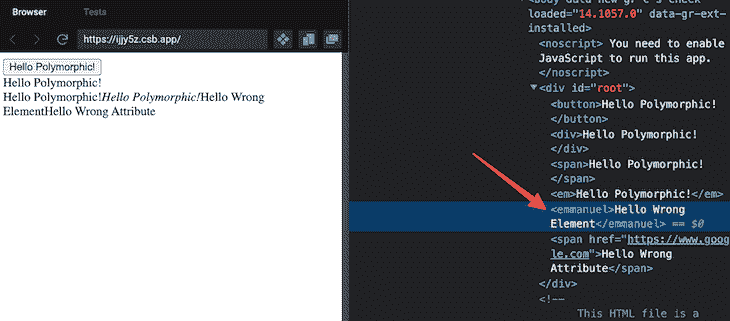 Browser Tests
https://ijjy5z.csb.app/
Hello Polymorphic!
Hello Polymorphic!
Hello Polymorphic!Hello Polymorphic!Hello Wrong
ElementHello Wrong Attribute
loaded="14.1057.0" data-gr-ext-
installed>
<noscript> You need to enable
JavaScript to run this app.
</noscript>
<div id="root">
<button>Hello Polymorphic!
</button>
<div>Hello Polymorphic!
</div>
<span>Hello Polymorphic!
</span>
<em>Hello Polymorphic!</em>
<emmanuel>Hello Wrong
Element</emmanuel> == $0
<span href="https://www.goog
le.com">Hello Wrong
Attribute</span>
</div>
<!--
This HTML file is a